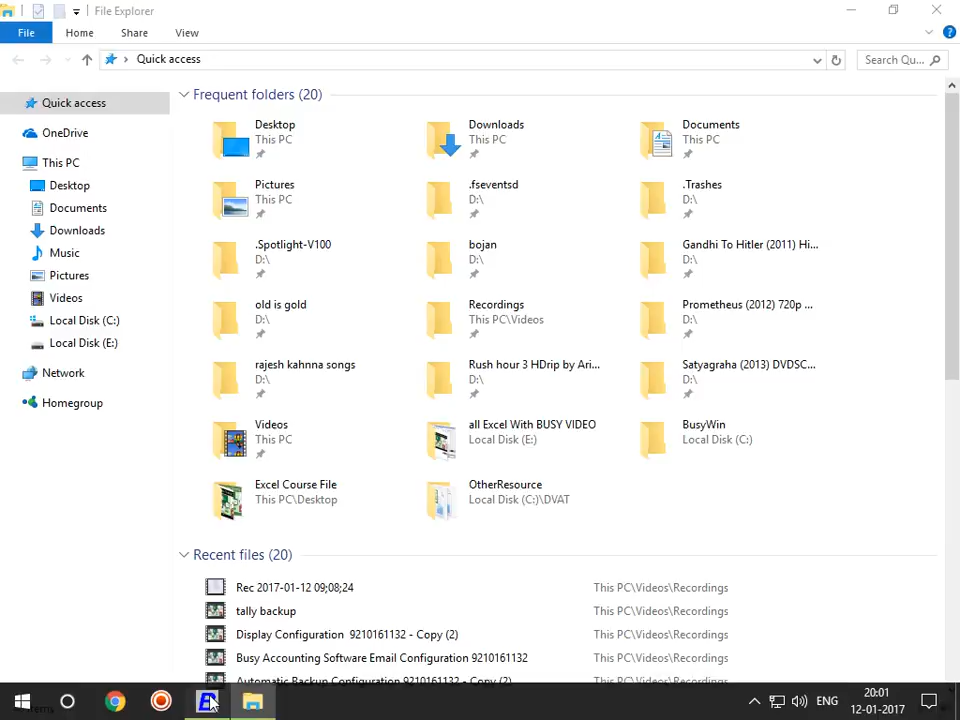 File Explorer
File Home Share View
Quick access Search Qu...
Quick access
OneDrive
This PC
Desktop
Documents
Downloads
Music
Pictures
Videos
Local Disk (C:)
Local Disk (E:)
Network
Homegroup
Frequent folders (20)
Desktop
This PC
Downloads
This PC
Documents
This PC
Pictures
This PC
.fseventsd
D:\
.Trashes
D:\
.Spotlight-V100
D:\
bojan
D:\
Gandhi To Hitler (2011) Hi...
D:\
old is gold
D:\
Recordings
This PC\Videos
Prometheus (2012) 720p ...
D:\
rajesh kahnna songs
D:\
Rush hour 3 HDrip by Ari...
D:\
Satyagraha (2013) DVDSC...
D:\
Videos
This PC
all Excel With BUSY VIDEO
Local Disk (E:)
BusyWin
Local Disk (C:)
Excel Course File
This PC\Desktop
OtherResource
Local Disk (C:)\DVAT
Recent files (20)
Rec 2017-01-12 09;08;24 This PC\Videos\Recordings
tally backup This PC\Videos\Recordings
Display Configuration 9210161132 - Copy (2) This PC\Videos\Recordings
Busy Accounting Software Email Configuration 9210161132 This PC\Videos\Recordings
Automatic Backup Configuration 9210161132 - Copy (2) This PC\Videos\Recordings
ENG
20:01
12-01-2017